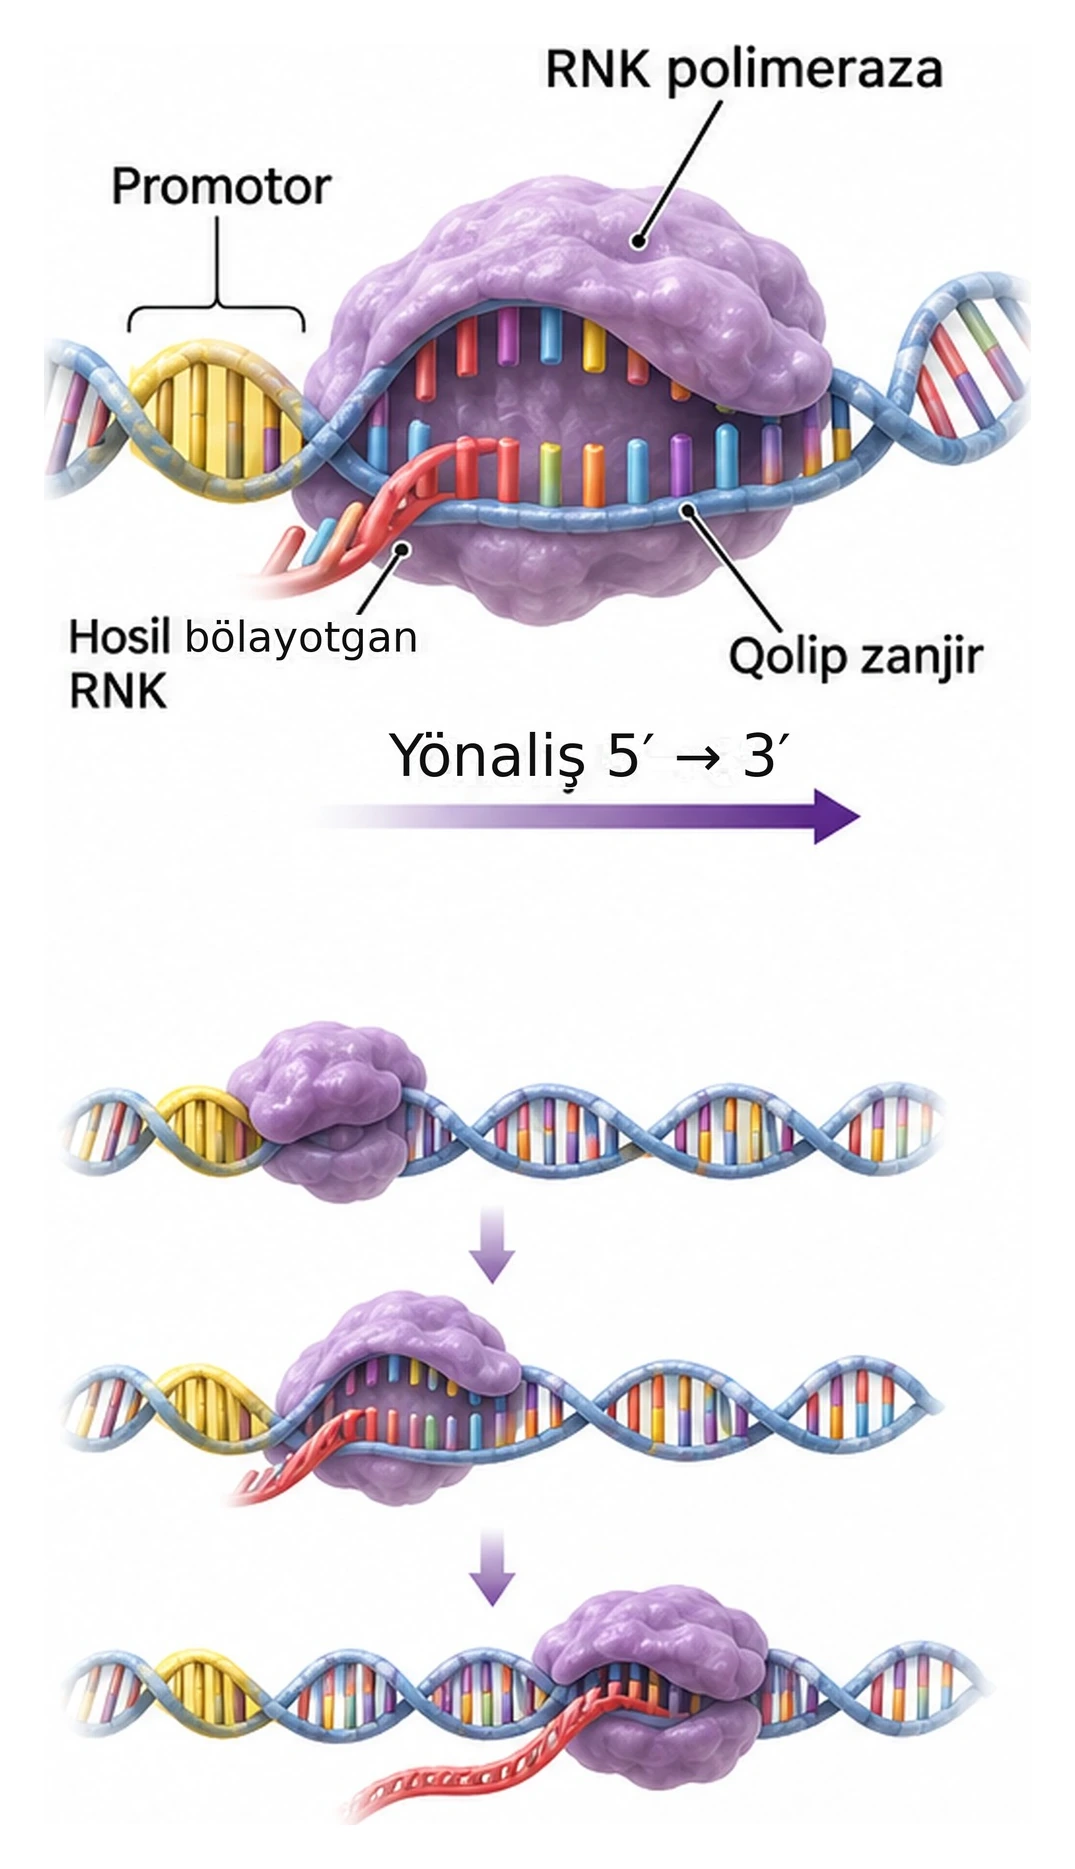 RNK polimeraza
Promotor
Hosil bölayotgan
RNK
Qolip zanjir
Yönaliş 5′ → 3′